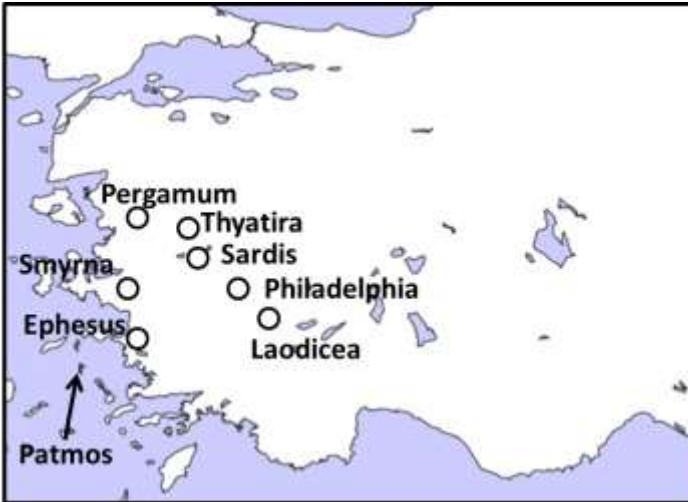 Pergamum
Thyatira
Sardis
Smyrna
Philadelphia
Ephesus
Laodicea
Patmos